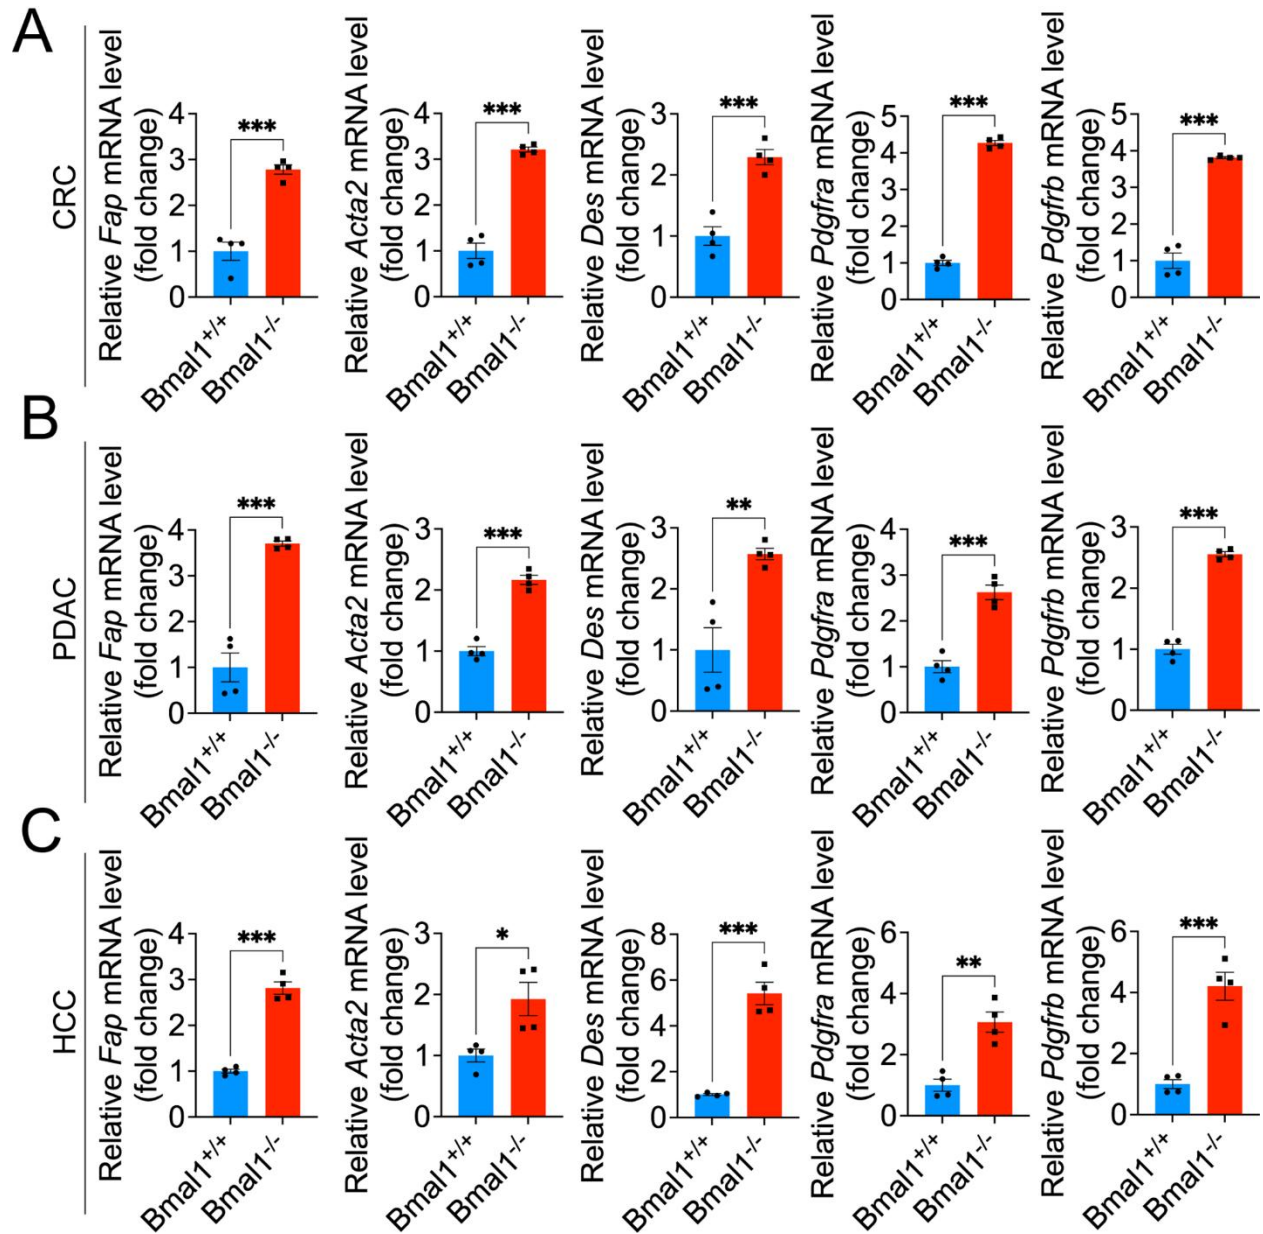 A
CRC
Relative Fap mRNA level
(fold change)
4
3
2
1
0
***
Bmal1+/+
Bmal1-/-
Relative Acta2 mRNA level
(fold change)
4
3
2
1
0
***
Bmal1+/+
Bmal1-/-
Relative Des mRNA level
(fold change)
3
2
1
0
***
Bmal1+/+
Bmal1-/-
Relative Pdgfra mRNA level
(fold change)
5
4
3
2
1
0
***
Bmal1+/+
Bmal1-/-
Relative Pdgfrb mRNA level
(fold change)
5
4
3
2
1
0
***
Bmal1+/+
Bmal1-/-
B
PDAC
Relative Fap mRNA level
(fold change)
4
3
2
1
0
***
Bmal1+/+
Bmal1-/-
Relative Acta2 mRNA level
(fold change)
3
2
1
0
***
Bmal1+/+
Bmal1-/-
Relative Des mRNA level
(fold change)
3
2
1
0
**
Bmal1+/+
Bmal1-/-
Relative Pdgfra mRNA level
(fold change)
4
3
2
1
0
***
Bmal1+/+
Bmal1-/-
Relative Pdgfrb mRNA level
(fold change)
3
2
1
0
***
Bmal1+/+
Bmal1-/-
C
HCC
Relative Fap mRNA level
(fold change)
4
3
2
1
0
***
Bmal1+/+
Bmal1-/-
Relative Acta2 mRNA level
(fold change)
3
2
1
0
*
Bmal1+/+
Bmal1-/-
Relative Des mRNA level
(fold change)
8
6
4
2
0
***
Bmal1+/+
Bmal1-/-
Relative Pdgfra mRNA level
(fold change)
6
4
2
0
**
Bmal1+/+
Bmal1-/-
Relative Pdgfrb mRNA level
(fold change)
6
4
2
0
***
Bmal1+/+
Bmal1-/-